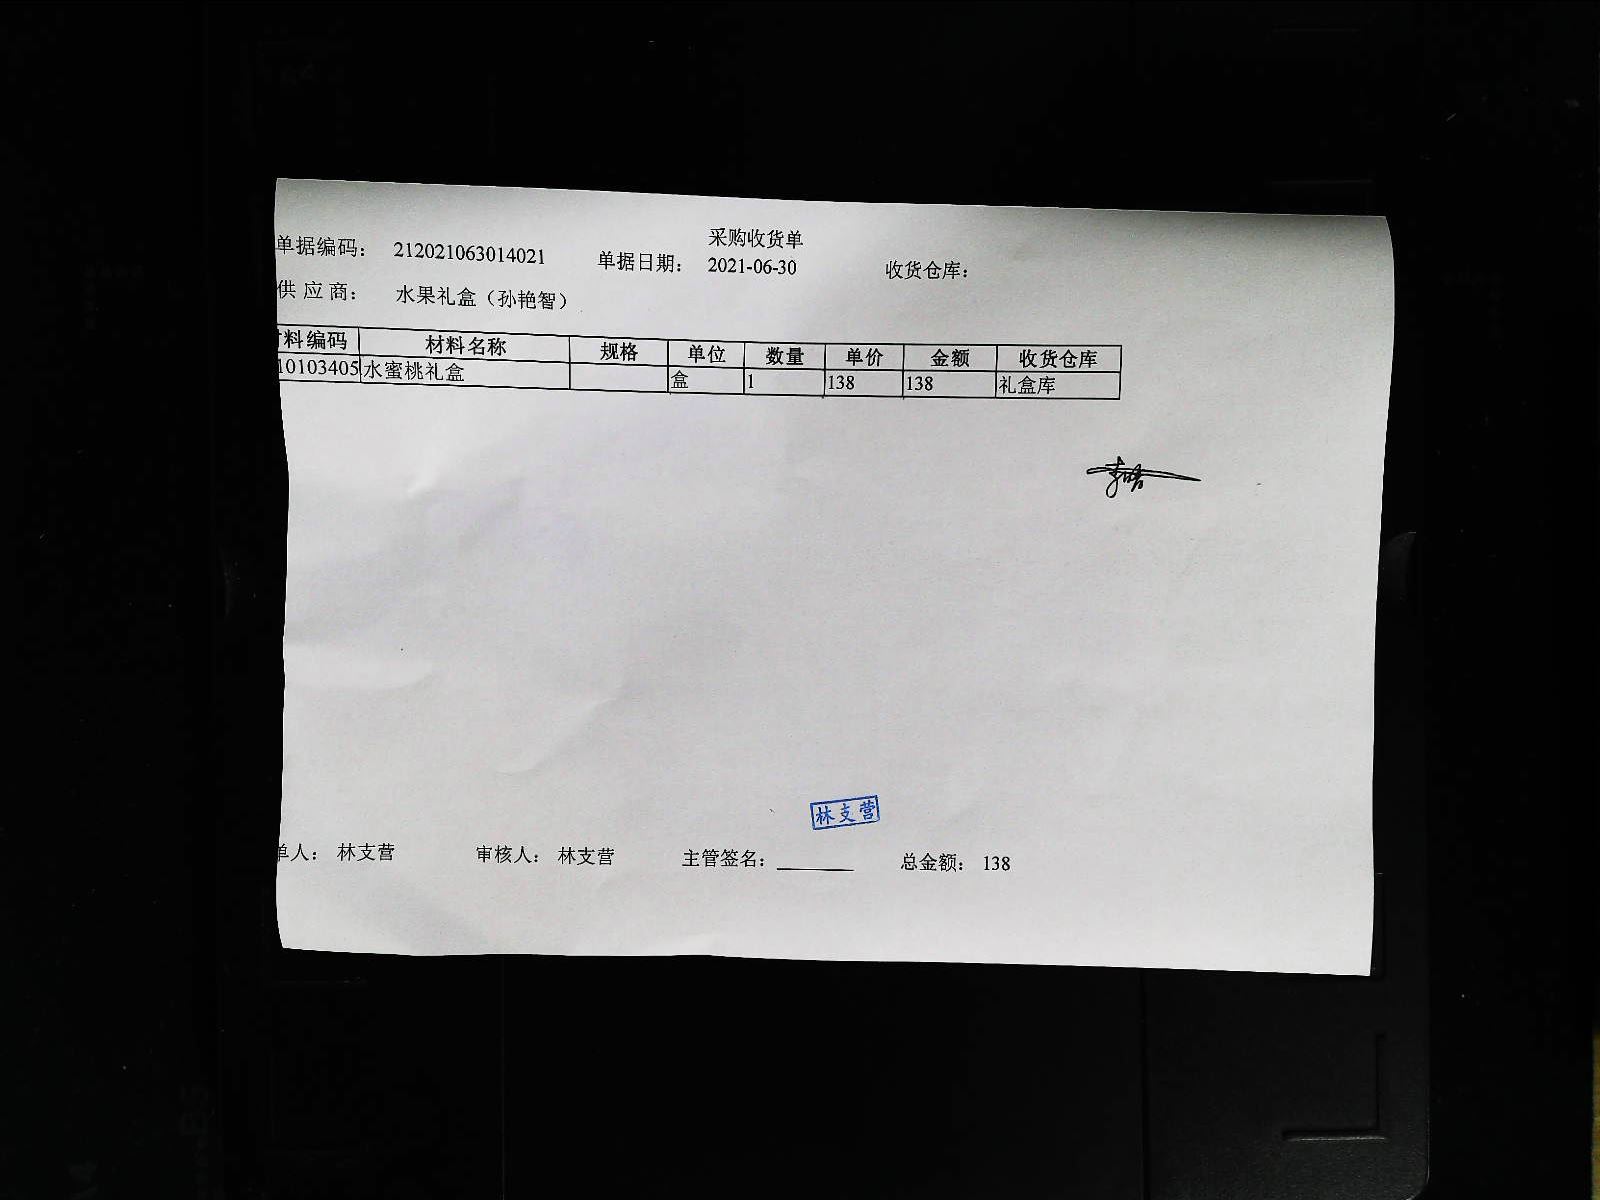 采购收货单
单据编码： 212021063014021 单据日期： 2021-06-30 收货仓库：
供 应 商： 水果礼盒（孙艳智）
料编码 材料名称 规格 单位 数量 单价 金额 收货仓库
10103405 水蜜桃礼盒 盒 1 138 138 礼盒库
林支营
单人： 林支营 审核人： 林支营 主管签名： 总金额： 138